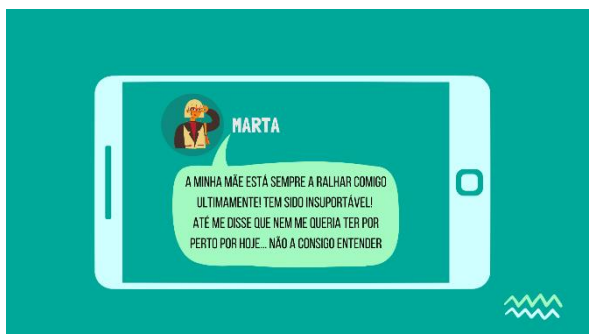 MARTA
A MINHA MÃE ESTÁ SEMPRE A RALHAR COMIGO
ULTIMAMENTE! TEM SIDO INSUPORTÁVEL!
ATÉ ME DISSE QUE NEM ME QUERIA TER POR
PERTO POR HOJE... NÃO A CONSIGO ENTENDER